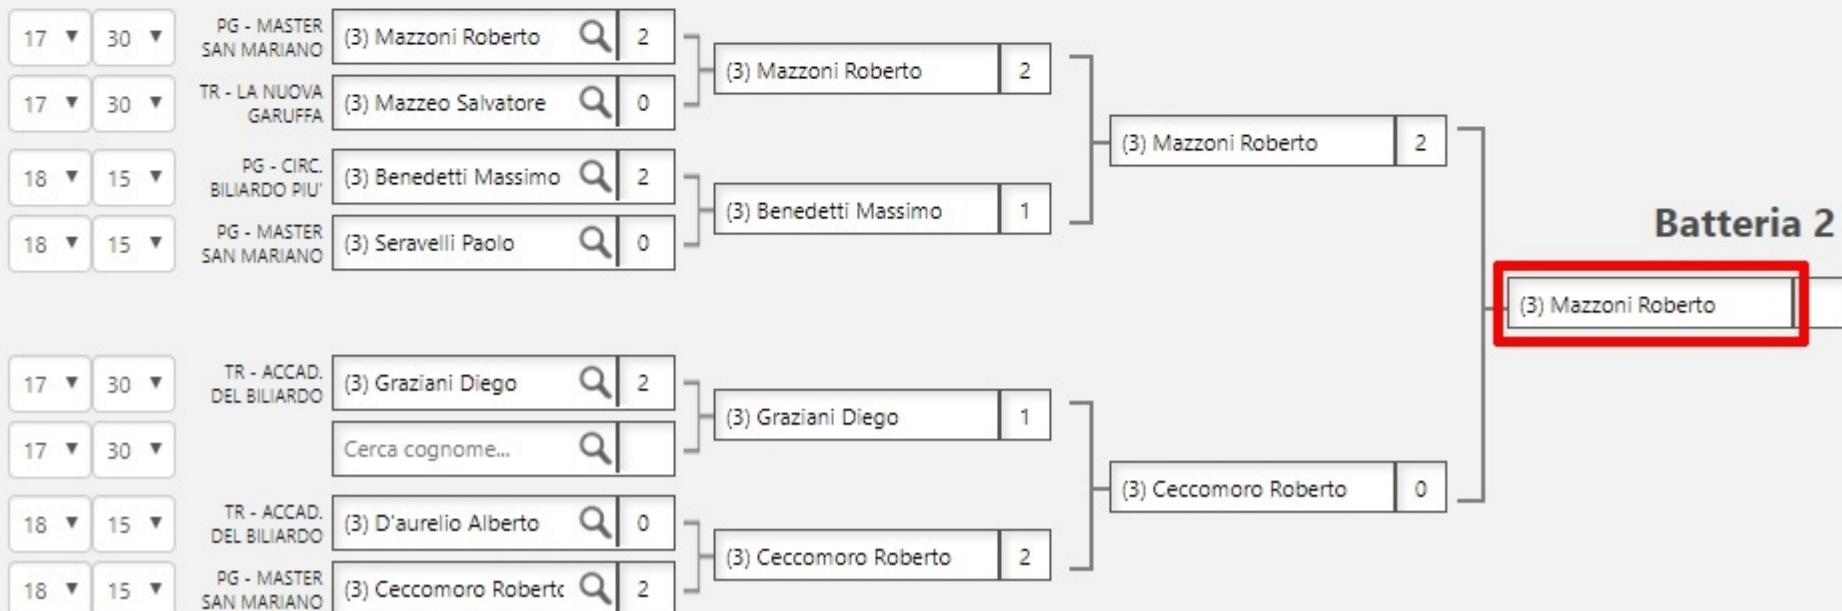 17 30 PG - MASTER
SAN MARIANO (3) Mazzoni Roberto 2
17 30 TR - LA NUOVA
GARUFFA (3) Mazzeo Salvatore 0
(3) Mazzoni Roberto 2
18 15 PG - CIRC.
BILIARDO PIU' (3) Benedetti Massimo 2
18 15 PG - MASTER
SAN MARIANO (3) Seravelli Paolo 0
(3) Benedetti Massimo 1
(3) Mazzoni Roberto 2
17 30 TR - ACCAD.
DEL BILIARDO (3) Graziani Diego 2
17 30 Cerca cognome...
(3) Graziani Diego 1
18 15 TR - ACCAD.
DEL BILIARDO (3) D'aurelio Alberto 0
18 15 PG - MASTER
SAN MARIANO (3) Ceccomoro Robertc 2
(3) Ceccomoro Roberto 2
(3) Ceccomoro Roberto 0
Batteria 2
(3) Mazzoni Roberto